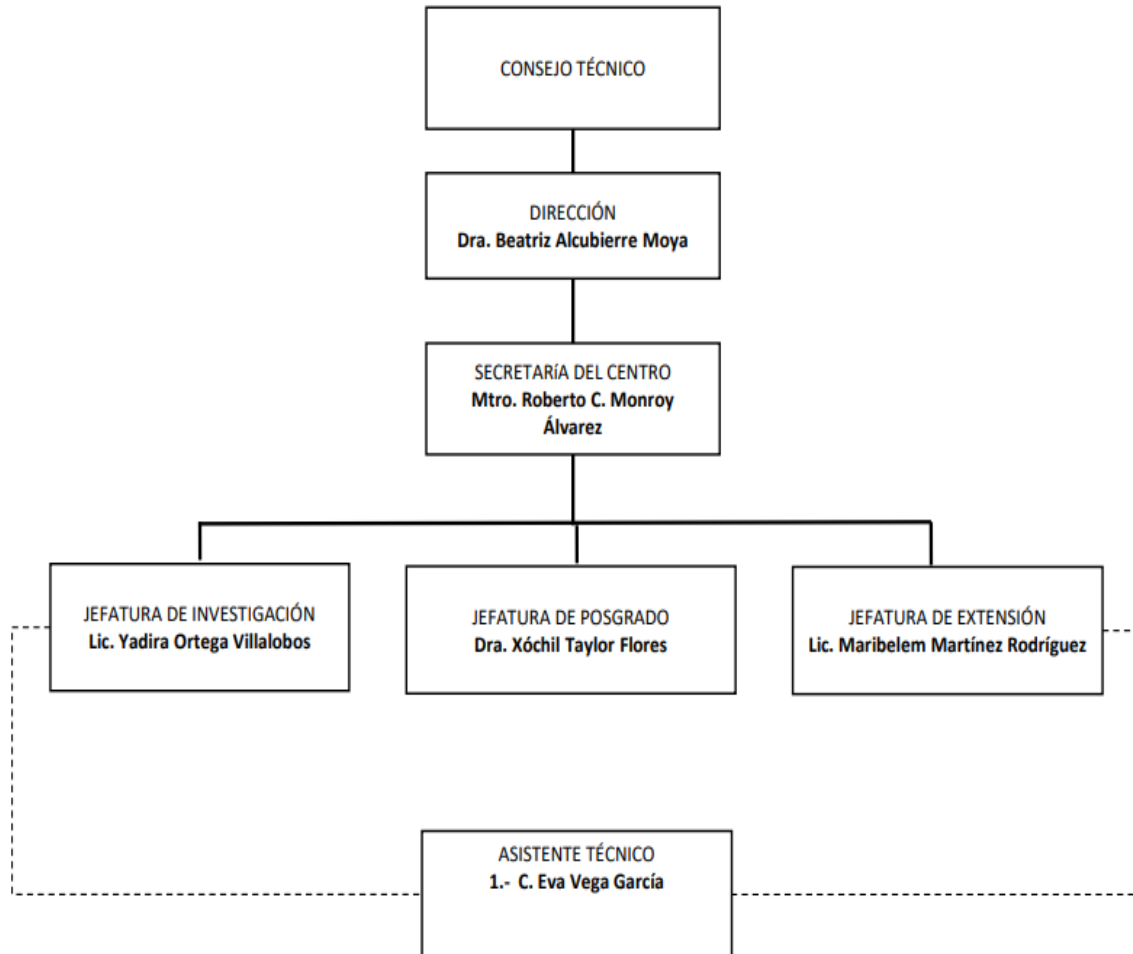 CONSEJO TÉCNICO
DIRECCIÓN
Dra. Beatriz Alcubierre Moya
SECRETARíA DEL CENTRO
Mtro. Roberto C. Monroy
Álvarez
JEFATURA DE INVESTIGACIÓN
Lic. Yadira Ortega Villalobos
JEFATURA DE POSGRADO
Dra. Xóchil Taylor Flores
JEFATURA DE EXTENSIÓN
Lic. Maribelem Martínez Rodríguez
ASISTENTE TÉCNICO
1.- C. Eva Vega García